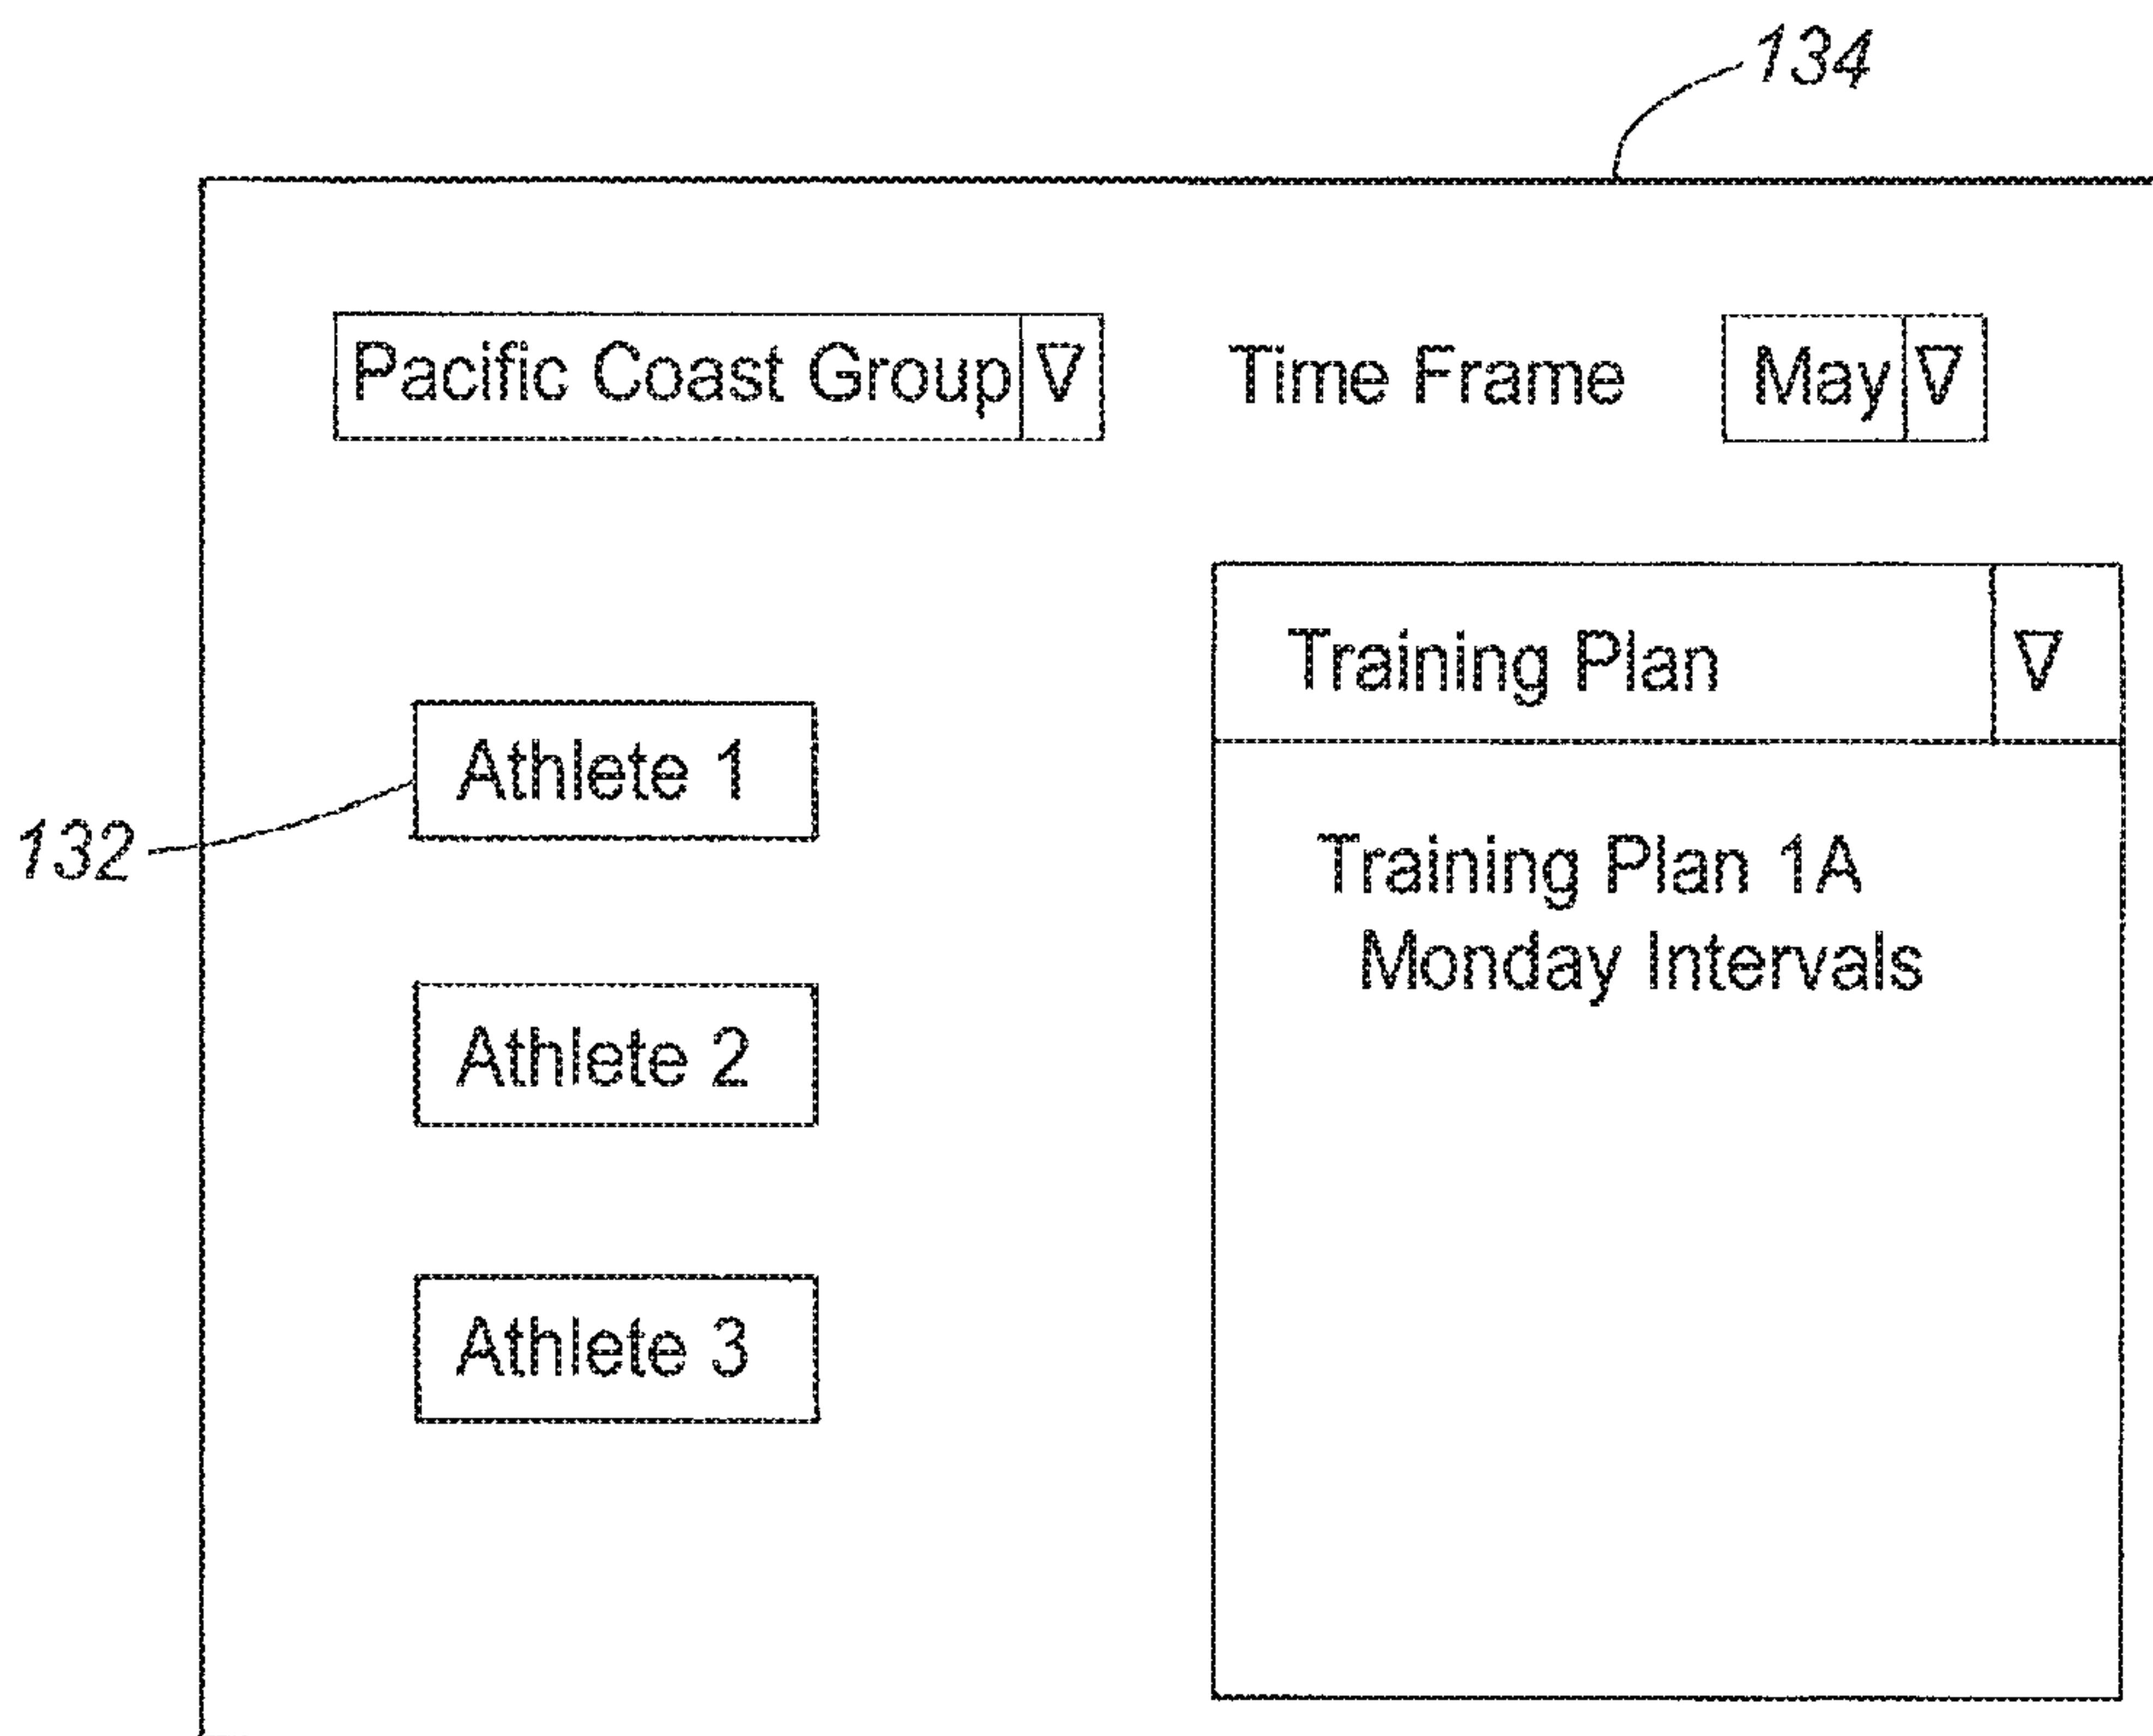 134
Pacific Coast Group
Time Frame
May
Training Plan
Athlete 1
132
Training Plan 1A
Monday Intervals
Athlete 2
Athlete 3